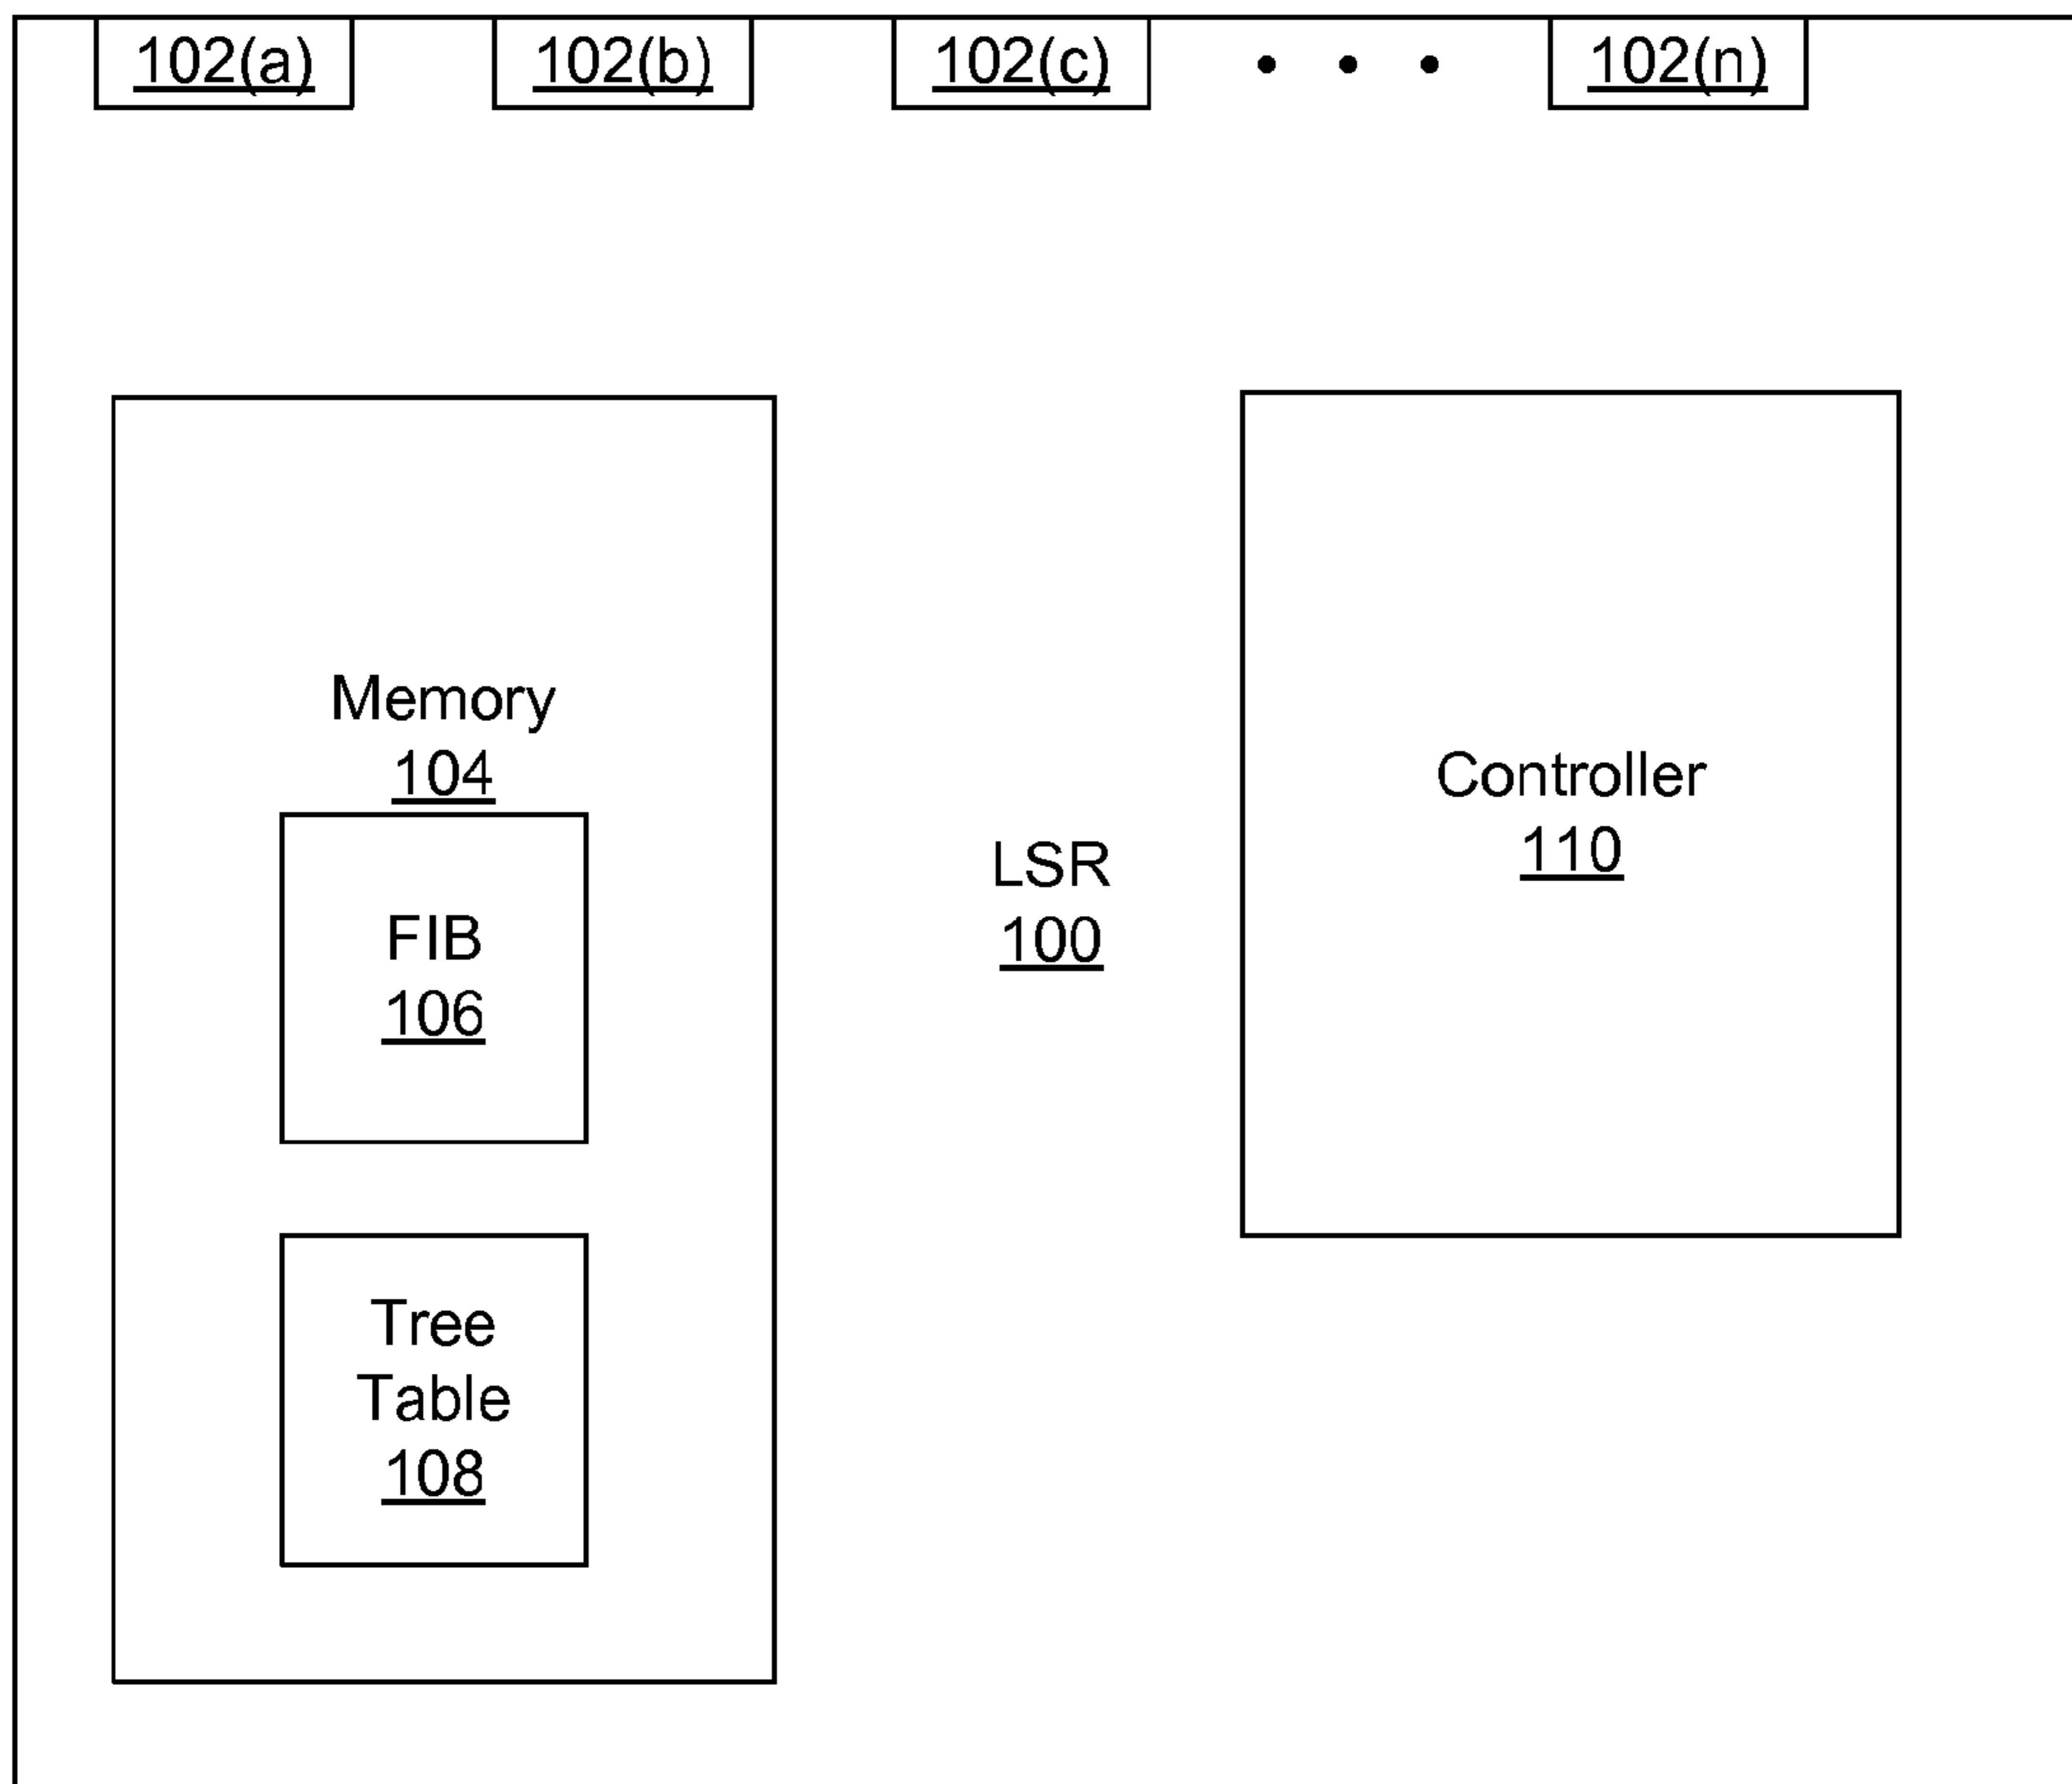 102(a) 102(b) 102(c) • • • 102(n)
Memory
104
FIB
106
Tree
Table
108
LSR
100
Controller
110